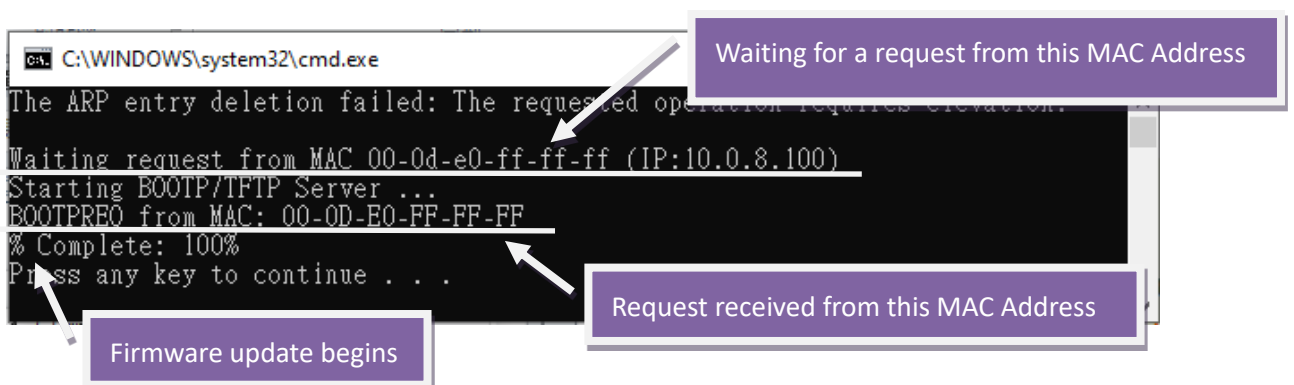 C:\WINDOWS\system32\cmd.exe
Waiting for a request from this MAC Address
The ARP entry deletion failed: The requested operation requires elevation.
Waiting request from MAC 00-0d-e0-ff-ff-ff (IP:10.0.8.100)
Starting BOOTP/TFTP Server ...
BOOTPREQ from MAC: 00-0D-E0-FF-FF-FF
% Complete: 100%
Press any key to continue . . .
Request received from this MAC Address
Firmware update begins